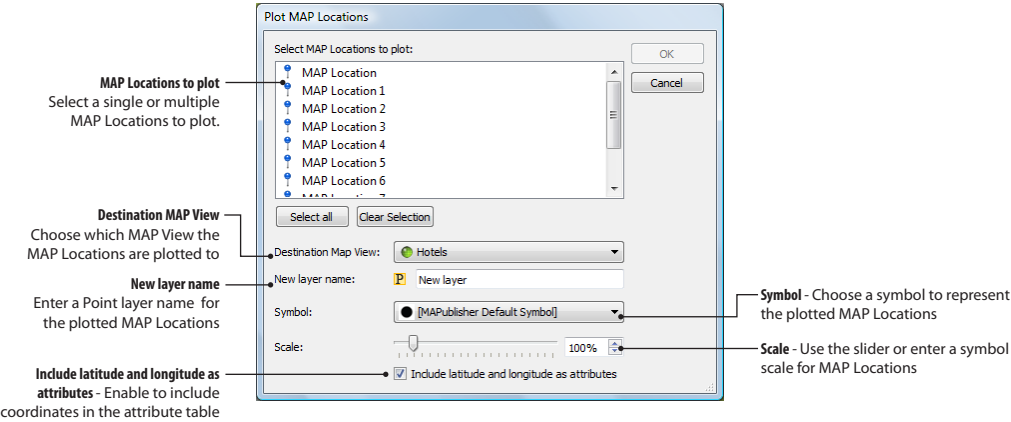 Plot MAP Locations
Select MAP Locations to plot:
OK
Cancel
MAP Location
MAP Location 1
MAP Location 2
MAP Location 3
MAP Location 4
MAP Location 5
MAP Location 6
MAP Locations to plot
Select a single or multiple
MAP Locations to plot.
Select all
Clear Selection
Destination MAP View
Choose which MAP View the
MAP Locations are plotted to
Destination Map View:
Hotels
New layer name
Enter a Point layer name for
the plotted MAP Locations
New layer name:
P New layer
Symbol:
[MAPublisher Default Symbol]
Symbol - Choose a symbol to represent
the plotted MAP Locations
Scale:
100%
Scale - Use the slider or enter a symbol
scale for MAP Locations
Include latitude and longitude as
attributes - Enable to include
coordinates in the attribute table
Include latitude and longitude as attributes